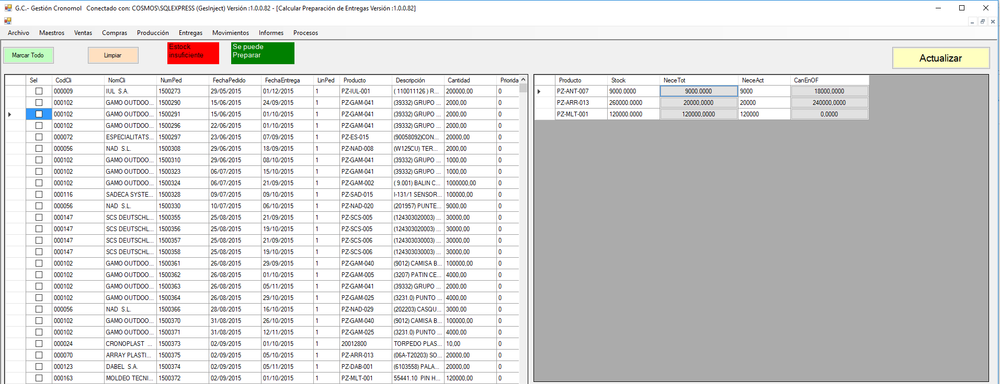 G.C.- Gestión Cronomol   Conectado con: COSMOS\SQLEXPRESS (GesInject) Versión :1.0.0.82 - [Calcular Preparación de Entregas Versión :1.0.0.82]
Archivo Maestros Ventas Compras Producción Entregas Movimientos Informes Procesos
Marcar Todo Limpiar
Estock
insuficiente
Se puede
Preparar
Actualizar
Sel CodCli NomCli NumPed FechaPedido FechaEntrega LinPed Producto Descripción Cantidad Priorida
000009 IUL  S.A. 1500273 29/05/2015 01/12/2015 1 PZ-IUL-001 ( 110011126 ) R... 200000,00 0
000102 GAMO OUTDOO... 1500290 15/06/2015 24/09/2015 1 PZ-GAM-041 (39332) GRUPO ... 2000,00 0
000102 GAMO OUTDOO... 1500291 15/06/2015 01/10/2015 1 PZ-GAM-041 (39332) GRUPO ... 2000,00 0
000102 GAMO OUTDOO... 1500296 22/06/2015 01/10/2015 1 PZ-GAM-041 (39332) GRUPO ... 2000,00 0
000072 ESPECIALITATS... 1500297 23/06/2015 07/09/2015 1 PZ-ES-015 (90058092)CON... 20000,00 0
000056 NAD  S.L. 1500308 29/06/2015 18/09/2015 1 PZ-NAD-008 (W125CU) TER... 2000,00 0
000102 GAMO OUTDOO... 1500310 29/06/2015 08/10/2015 1 PZ-GAM-041 (39332) GRUPO ... 1000,00 0
000102 GAMO OUTDOO... 1500323 06/07/2015 15/10/2015 1 PZ-GAM-041 (39332) GRUPO ... 1000,00 0
000102 GAMO OUTDOO... 1500324 06/07/2015 21/09/2015 1 PZ-GAM-002 ( 9.001) BALIN C... 1000000,00 0
000116 SADECA SYSTE... 1500328 09/07/2015 09/10/2015 1 PZ-SAD-015 I-131/1 SENSOR... 100000,00 0
000056 NAD  S.L. 1500330 10/07/2015 06/10/2015 1 PZ-NAD-020 (201957) PUNTE... 9000,00 0
000147 SCS DEUTSCHL... 1500355 25/08/2015 21/09/2015 1 PZ-SCS-005 (124303020003) ... 30000,00 0
000147 SCS DEUTSCHL... 1500356 25/08/2015 19/10/2015 1 PZ-SCS-005 (124303020003) ... 30000,00 0
000147 SCS DEUTSCHL... 1500357 25/08/2015 21/09/2015 1 PZ-SCS-006 (124303030003) ... 30000,00 0
000147 SCS DEUTSCHL... 1500358 25/08/2015 19/10/2015 1 PZ-SCS-006 (124303030003) ... 30000,00 0
000102 GAMO OUTDOO... 1500361 26/08/2015 29/09/2015 1 PZ-GAM-040 (9012) CAMISA B... 100000,00 0
000102 GAMO OUTDOO... 1500362 26/08/2015 01/10/2015 1 PZ-GAM-005 (3207) PATIN CE... 4000,00 0
000102 GAMO OUTDOO... 1500363 26/08/2015 05/11/2015 1 PZ-GAM-041 (39332) GRUPO ... 2000,00 0
000102 GAMO OUTDOO... 1500364 26/08/2015 29/10/2015 1 PZ-GAM-025 (3231.0) PUNTO ... 4000,00 0
000056 NAD  S.L. 1500366 28/08/2015 16/10/2015 1 PZ-NAD-029 (202203) CASQU... 3000,00 0
000102 GAMO OUTDOO... 1500370 31/08/2015 26/10/2015 1 PZ-GAM-040 (9012) CAMISA B... 100000,00 0
000102 GAMO OUTDOO... 1500371 31/08/2015 12/11/2015 1 PZ-GAM-025 (3231.0) PUNTO ... 4000,00 0
000024 CRONOPLAST  ... 1500373 02/09/2015 01/10/2015 1 20012800 TORPEDO PLAS... 10,00 0
000070 ARRAY PLASTI... 1500375 02/09/2015 05/10/2015 1 PZ-ARR-013 (06A-T20203) SO... 20000,00 0
000123 DABEL  S.A. 1500374 02/09/2015 05/11/2015 1 PZ-DAB-001 (6103558) PALA... 20000,00 0
000163 MOLDEO TECNI... 1500372 02/09/2015 01/10/2015 1 PZ-MLT-001 55441.10  PIN H... 120000,00 0
Producto Stock NeceTot NeceAct CanEnOF
PZ-ANT-007 9000.0000 9000.0000 9000 18000,0000
PZ-ARR-013 260000.0000 20000,0000 20000 240000,0000
PZ-MLT-001 120000.0000 120000,0000 120000 0,0000